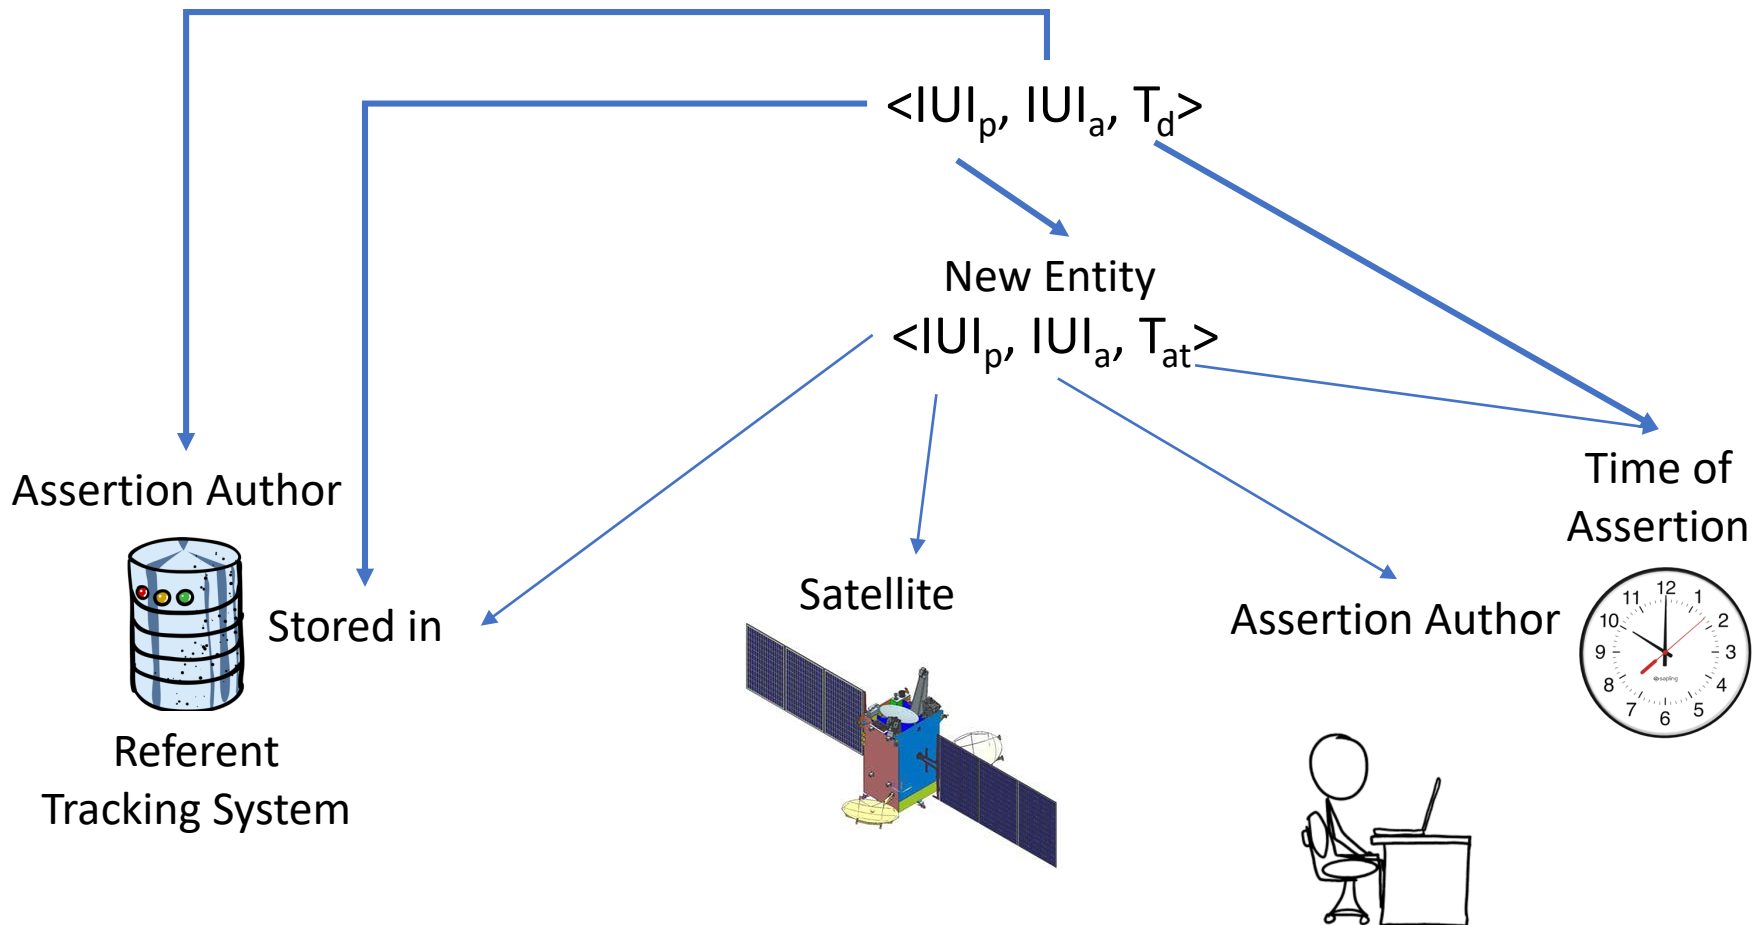 <IUIp, IUIa, Td>
New Entity
<IUIp, IUIa, Tat>
Assertion Author
Stored in
Referent
Tracking System
Satellite
Assertion Author
Time of
Assertion
12
1
2
3
4
5
6
7
8
9
10
11
sapling